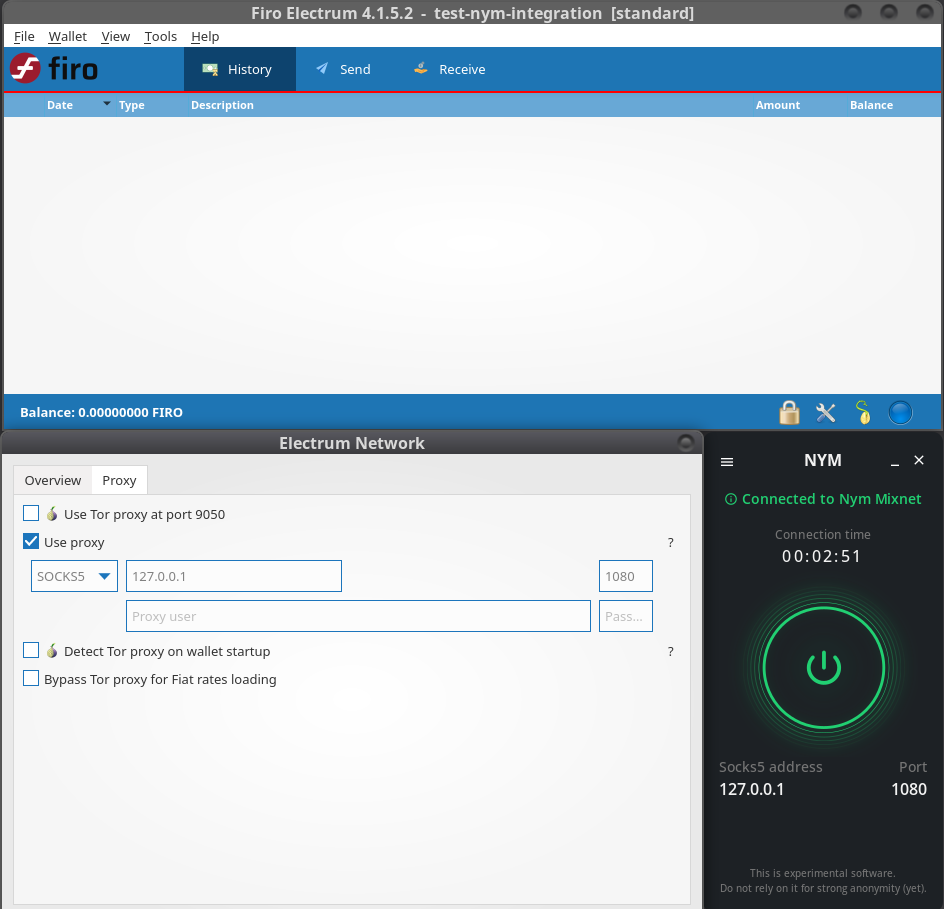 Firo Electrum 4.1.5.2 - test-nym-integration [standard]
File Wallet View Tools Help
firo History Send Receive
Date Type Description Amount Balance
Balance: 0.00000000 FIRO
Electrum Network
Overview Proxy
Use Tor proxy at port 9050
Use proxy ?
SOCKS5 127.0.0.1 1080
Proxy user Pass...
Detect Tor proxy on wallet startup ?
Bypass Tor proxy for Fiat rates loading
NYM
Connected to Nym Mixnet
Connection time
00:02:51
Socks5 address Port
127.0.0.1 1080
This is experimental software.
Do not rely on it for strong anonymity (yet).